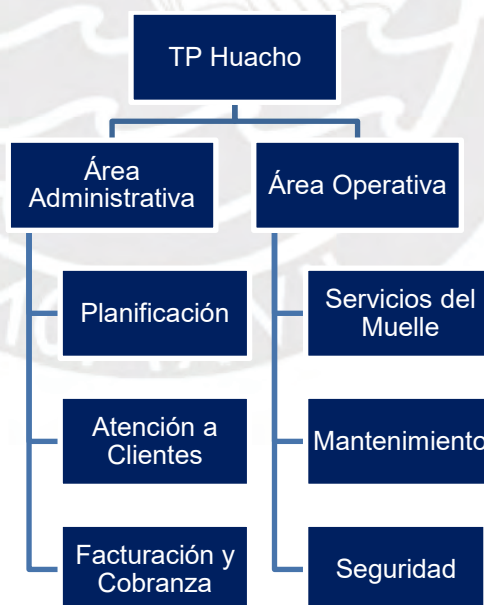 TP Huacho
Área
Administrativa
Área Operativa
Planificación
Servicios del
Muelle
Atención a
Clientes
Mantenimiento
Facturación y
Cobranza
Seguridad